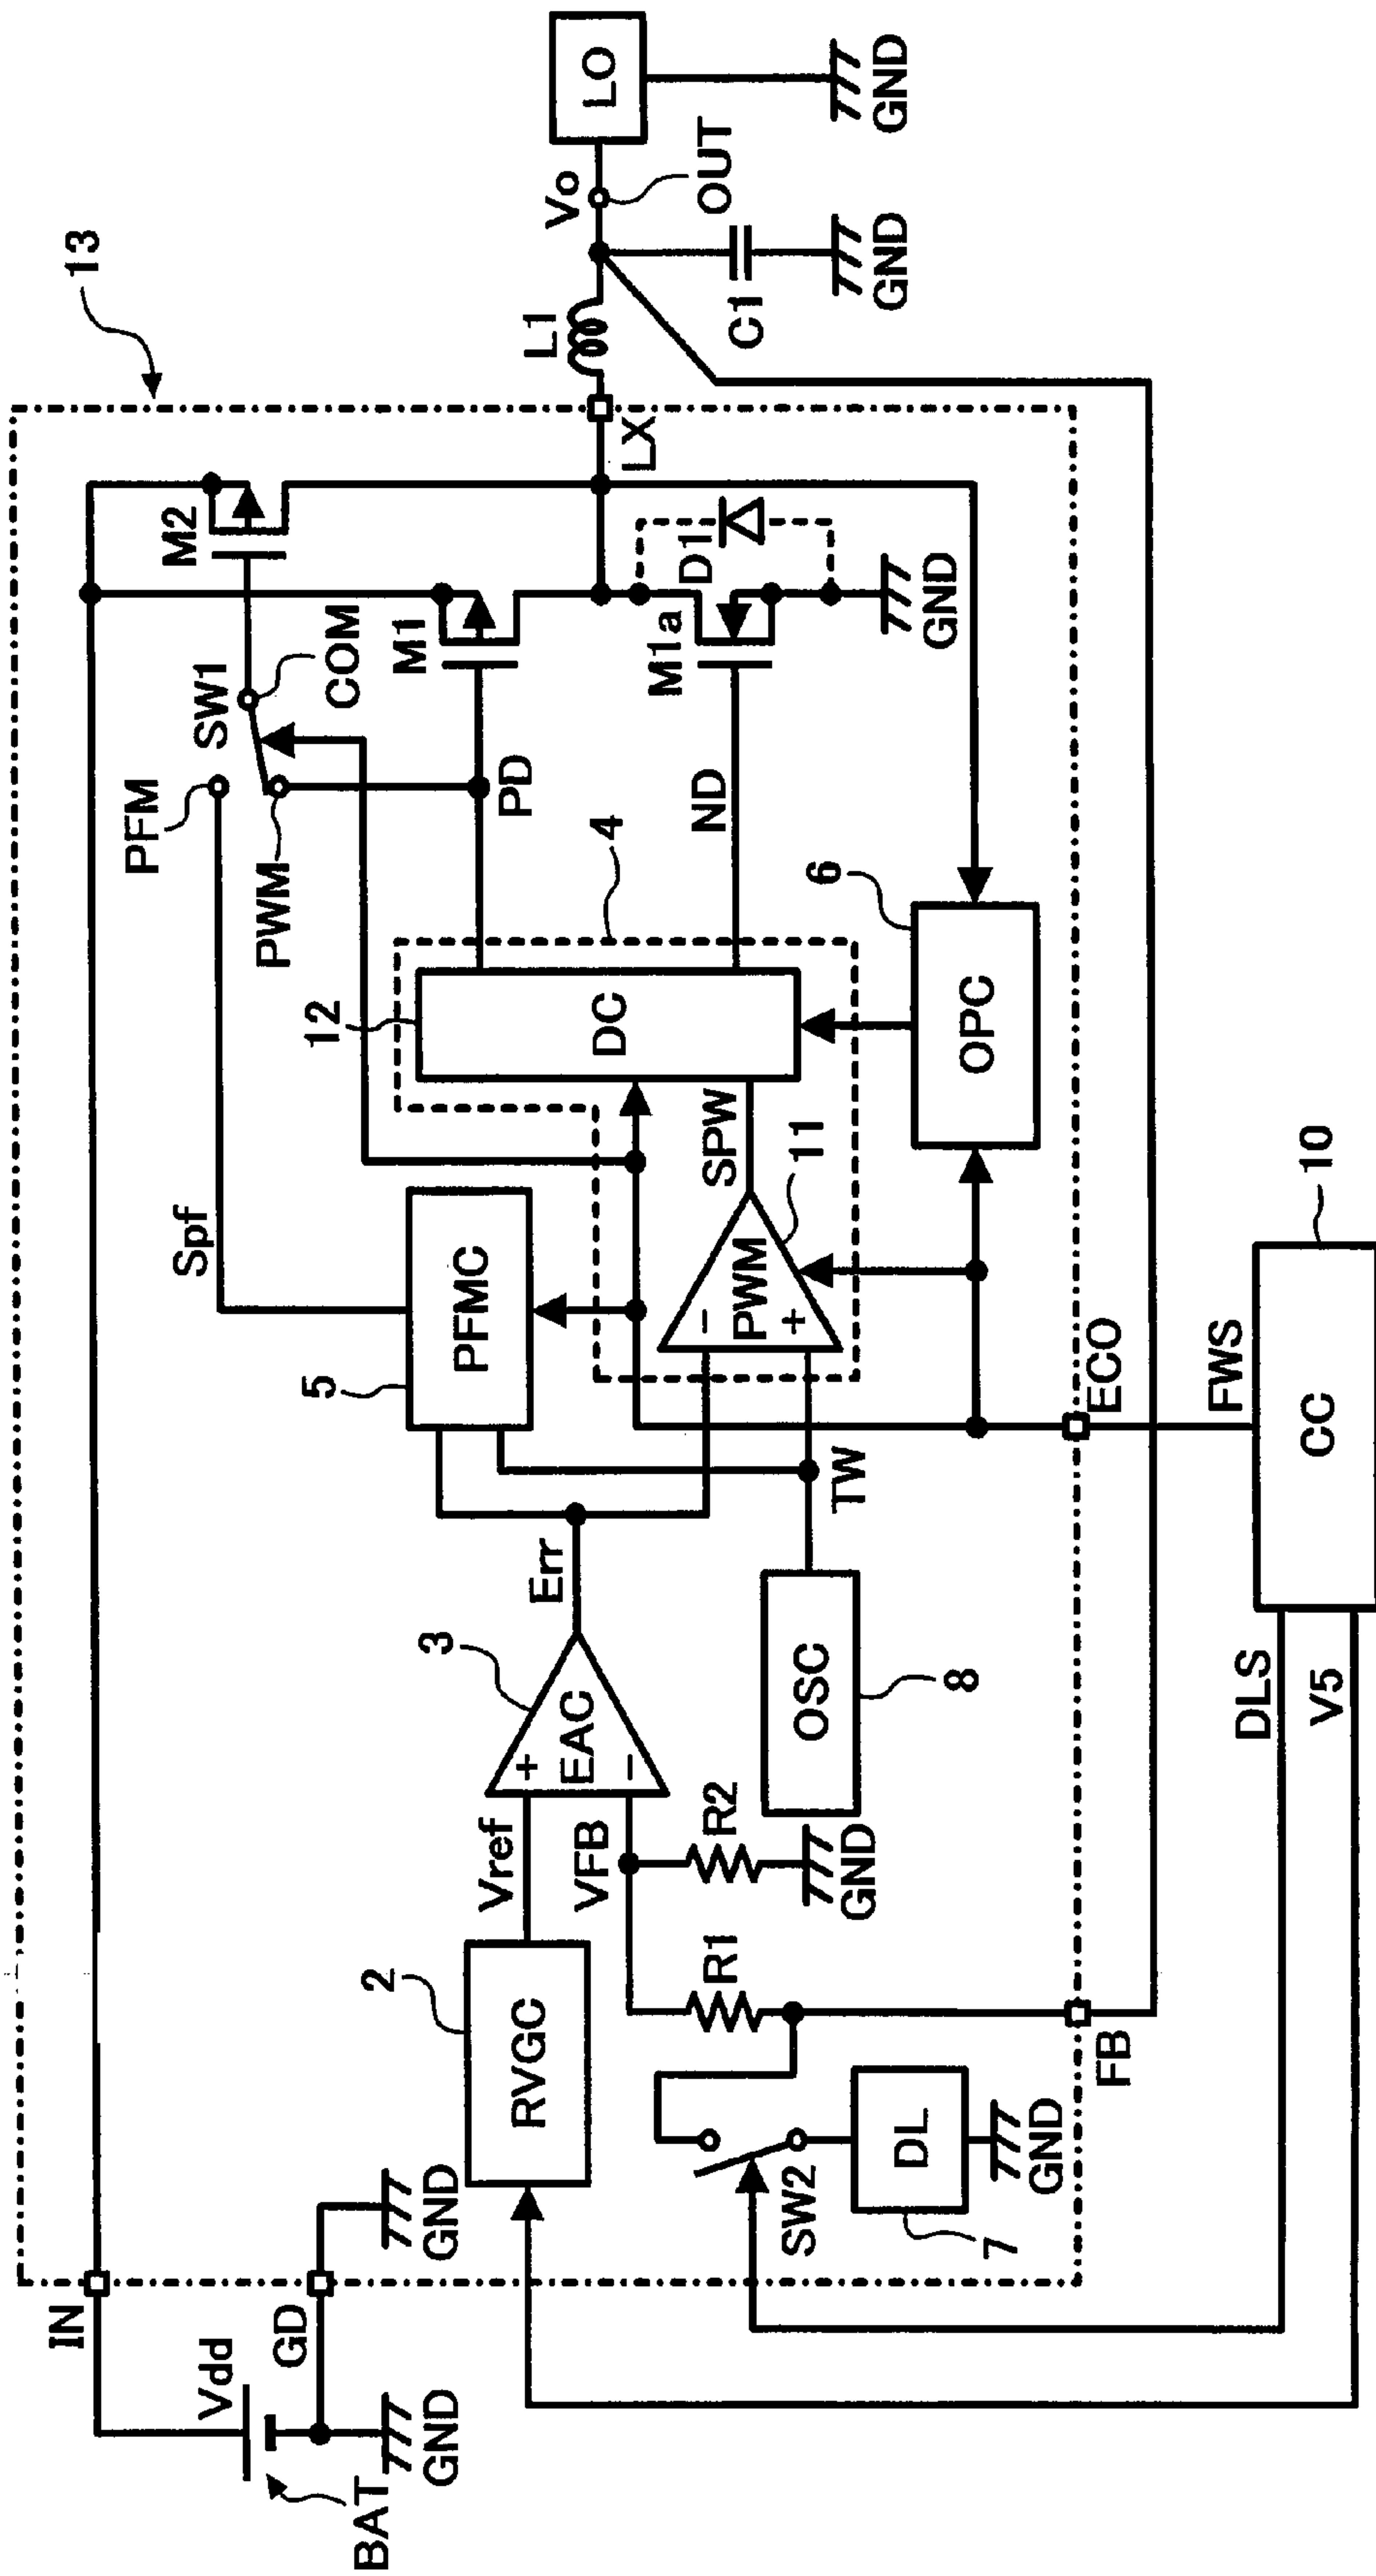 13
IN
Vdd
BAT
GD
GND
GND
2
RVGC
Vref
VFB
R1
R2
GND
3
+
EAC
−
Err
5
PFMC
Spf
PFM
PWM
SW1
COM
M2
M1
PD
M1a
D1
ND
GND
LX
L1
Vo
OUT
C1
GND
LO
GND
12
DC
4
SPW
−
PWM
+
11
6
OPC
TW
OSC
8
SW2
DL
7
GND
FB
ECO
FWS
CC
10
DLS
V5